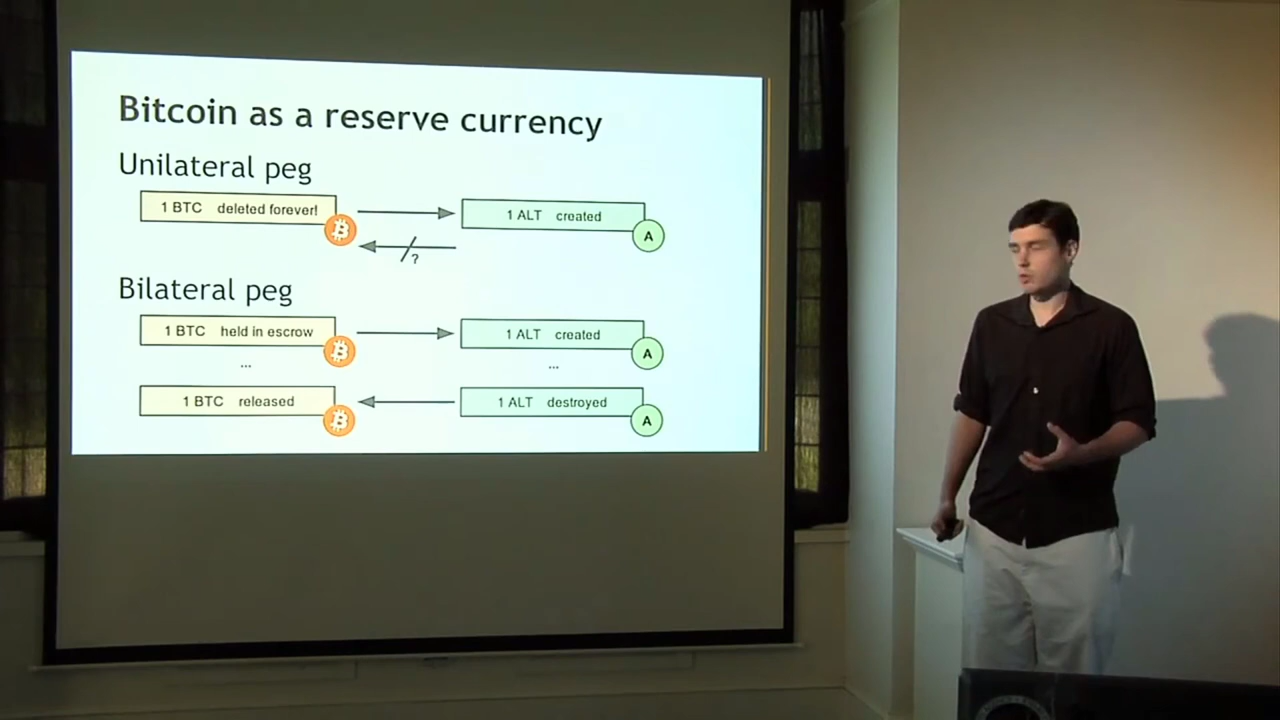 Bitcoin as a reserve currency
Unilateral peg
1 BTC deleted forever!
1 ALT created
A
?
Bilateral peg
1 BTC held in escrow
1 ALT created
A
...
...
1 BTC released
1 ALT destroyed
A